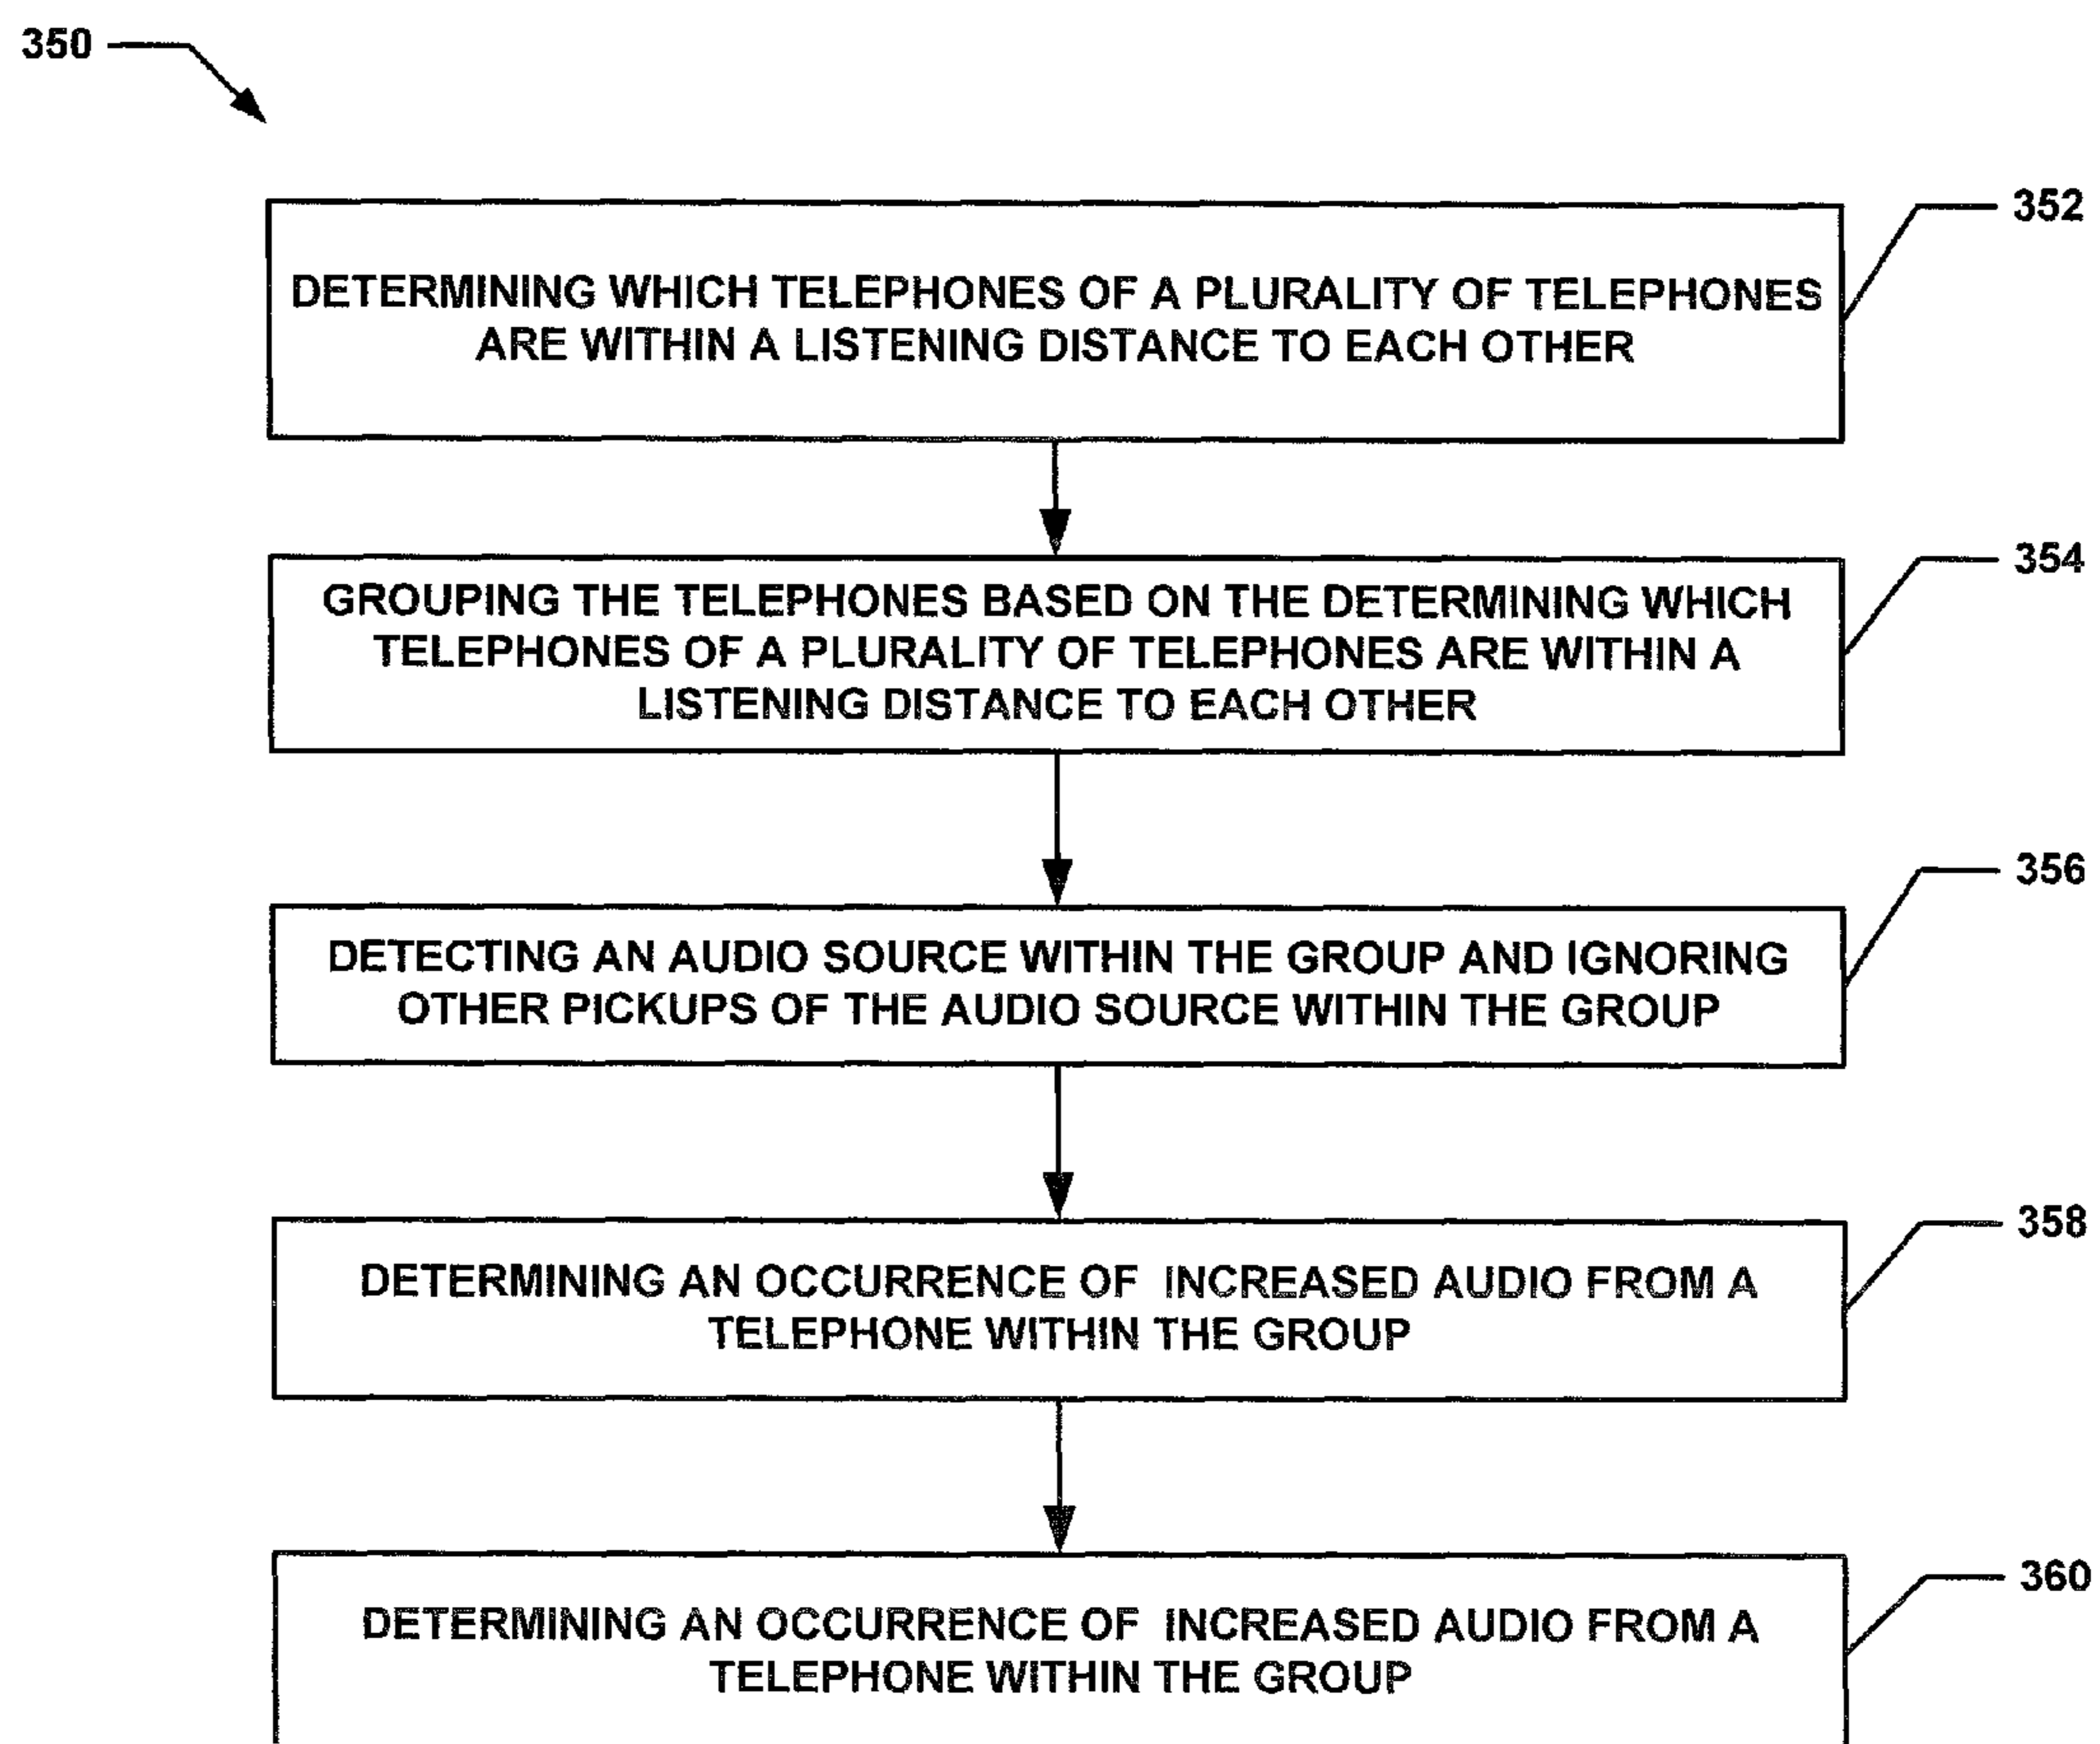 350
352
DETERMINING WHICH TELEPHONES OF A PLURALITY OF TELEPHONES
ARE WITHIN A LISTENING DISTANCE TO EACH OTHER
354
GROUPING THE TELEPHONES BASED ON THE DETERMINING WHICH
TELEPHONES OF A PLURALITY OF TELEPHONES ARE WITHIN A
LISTENING DISTANCE TO EACH OTHER
356
DETECTING AN AUDIO SOURCE WITHIN THE GROUP AND IGNORING
OTHER PICKUPS OF THE AUDIO SOURCE WITHIN THE GROUP
358
DETERMINING AN OCCURRENCE OF INCREASED AUDIO FROM A
TELEPHONE WITHIN THE GROUP
360
DETERMINING AN OCCURRENCE OF INCREASED AUDIO FROM A
TELEPHONE WITHIN THE GROUP